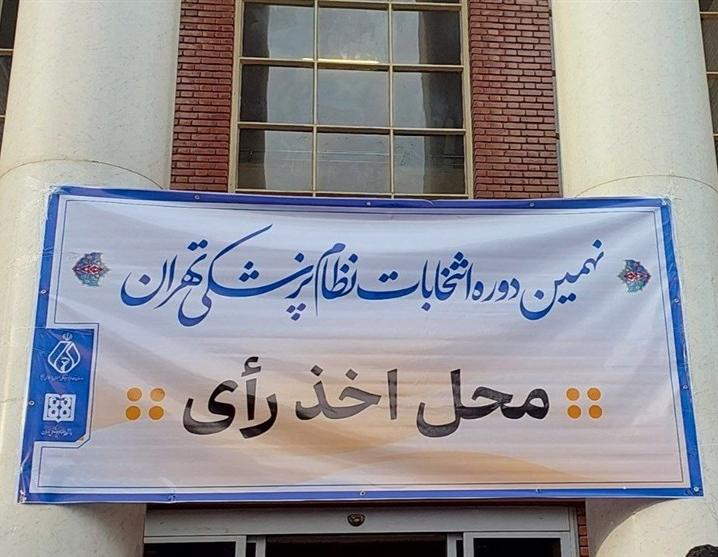 نهمین دوره انتخابات نظام پزشکی تهران
محل اخذ رأی